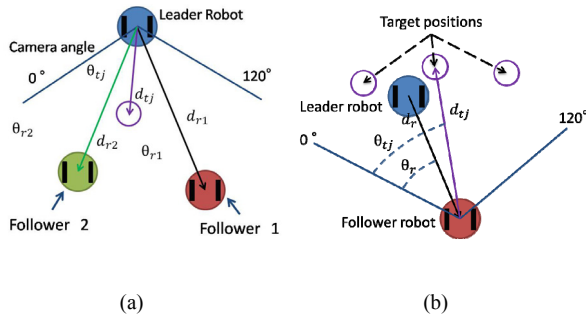 Leader Robot
Camera angle
0°
θtj
dtj
120°
θr2
dr2
θr1
dr1
Follower 2
Follower 1
(a)
Target positions
Leader robot
0°
dr
dtj
120°
θtj
θr
Follower robot
(b)